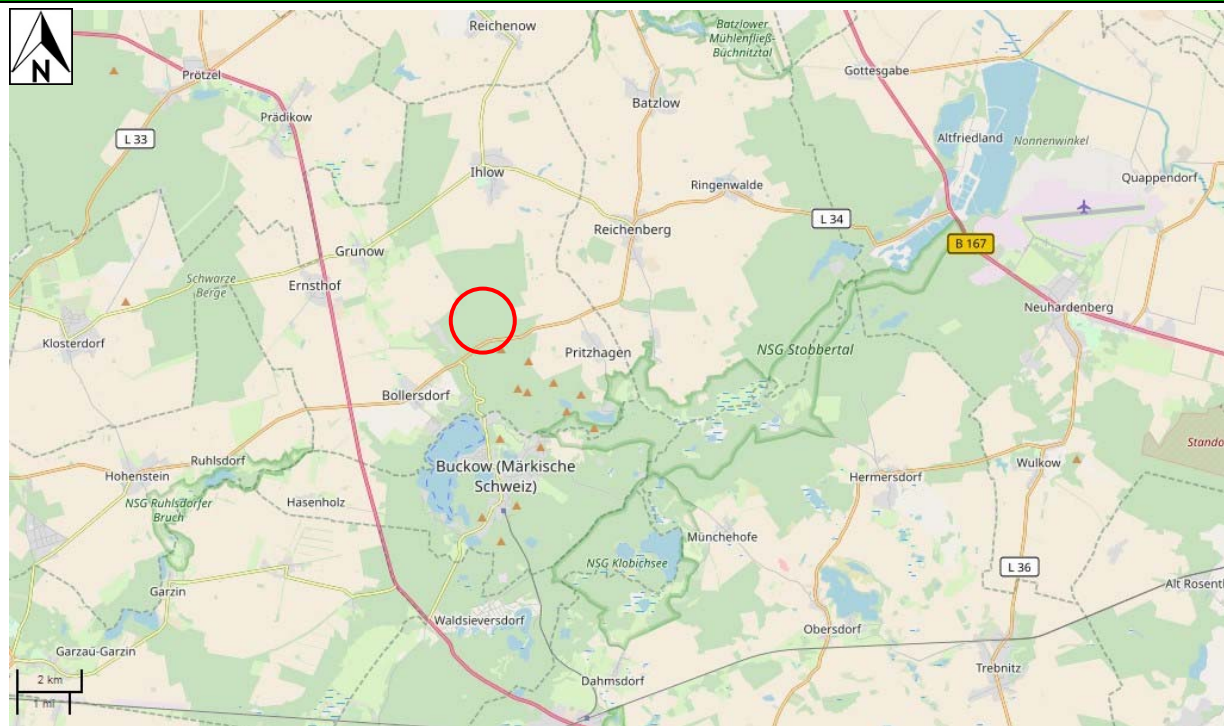 N
Reichenow
Batzlower
Mühlenfließ-
Büchnitztal
Prötzel
Gottesgabe
Batzlow
Prädikow
L 33
Altfriedland
Nonnenwinkel
Ihlow
Ringenwalde
Quappendorf
L 34
Reichenberg
B 167
Grunow
Schwarze
Berge
Ernsthof
Neuhardenberg
Klosterdorf
Pritzhagen
NSG Stobbertal
Bollersdorf
Stando
Ruhlsdorf
Buckow (Märkische
Schweiz)
Wulkow
Hohenstein
Hermersdorf
NSG Ruhlsdorfer
Bruch
Hasenholz
Münchehofe
NSG Klobichsee
L 36
Garzin
Alt Rosent
Waldsieversdorf
Obersdorf
Garzau-Garzin
Trebnitz
2 km
Dahmsdorf
1 mi